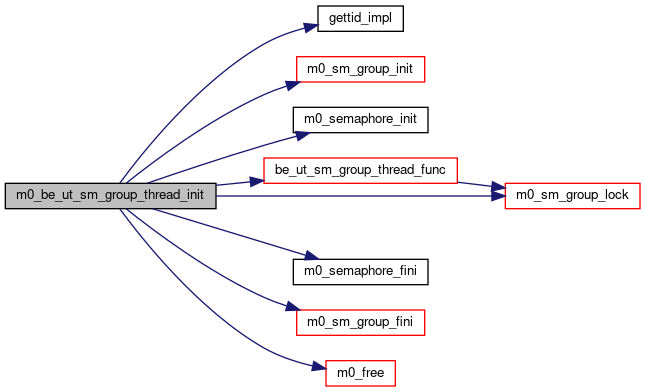 gettid_impl
m0_sm_group_init
m0_semaphore_init
be_ut_sm_group_thread_func
m0_be_ut_sm_group_thread_init
m0_sm_group_lock
m0_semaphore_fini
m0_sm_group_fini
m0_free